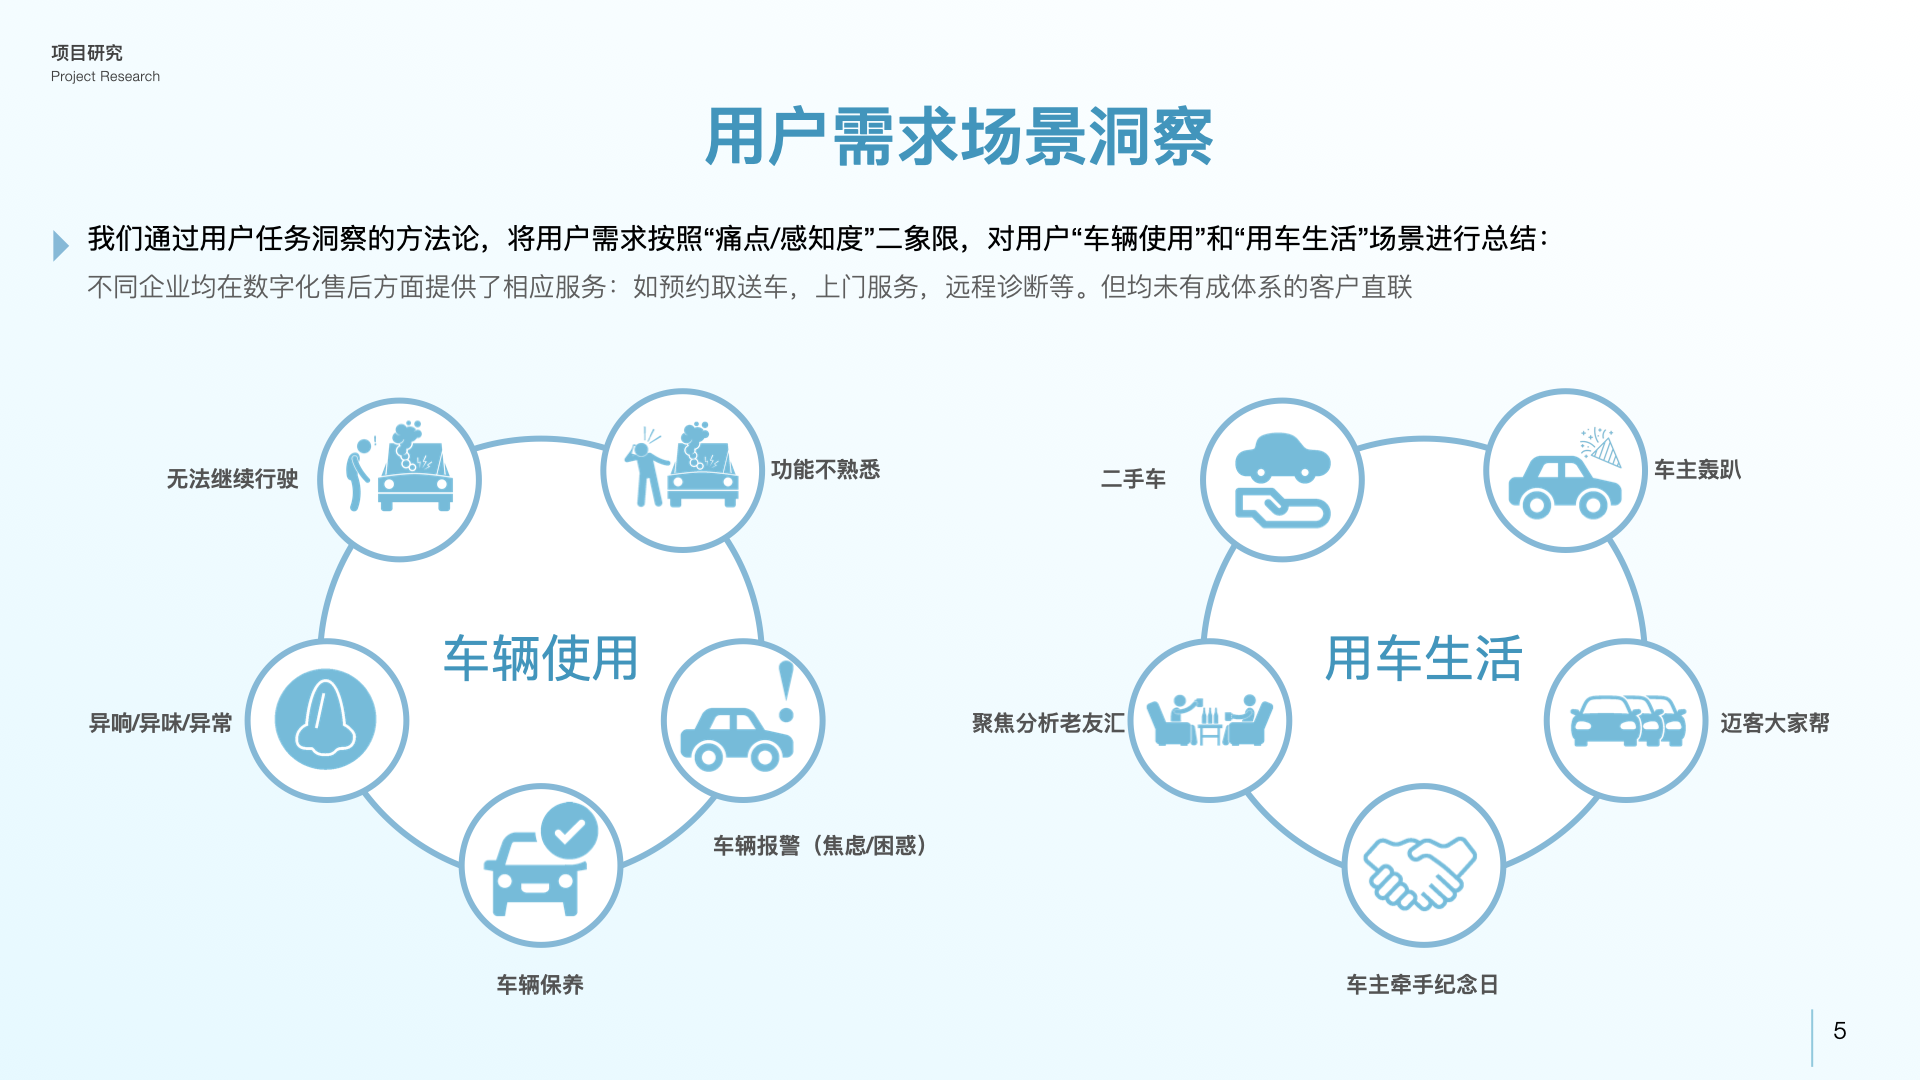 项目研究
Project Research
用户需求场景洞察
我们通过用户任务洞察的方法论，将用户需求按照“痛点/感知度”二象限，对用户“车辆使用”和“用车生活”场景进行总结：
不同企业均在数字化售后方面提供了相应服务：如预约取送车，上门服务，远程诊断等。但均未有成体系的客户直联
无法继续行驶
功能不熟悉
车辆使用
异响/异味/异常
车辆报警（焦虑/困惑）
车辆保养
二手车
车主轰趴
用车生活
聚焦分析老友汇
迈客大家帮
车主牵手纪念日
5